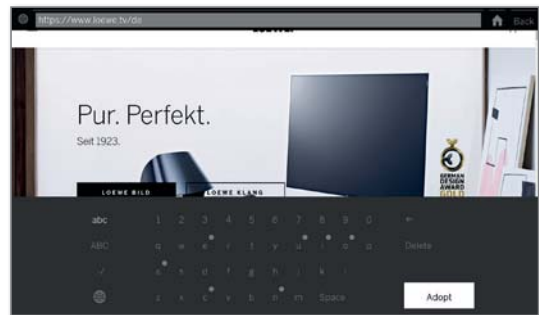 https://www.loewe.tv/de Back
Pur. Perfekt.
Seit 1923.
GERMAN
DESIGN
AWARD
GOLD
LOEWE BILD LOEWE KLANG
abc 1 2 3 4 5 6 7 8 9 0 ←
ABC q w e r t y u i o p Delete
a s d f g h j k l
z x c v b n m Space Adopt